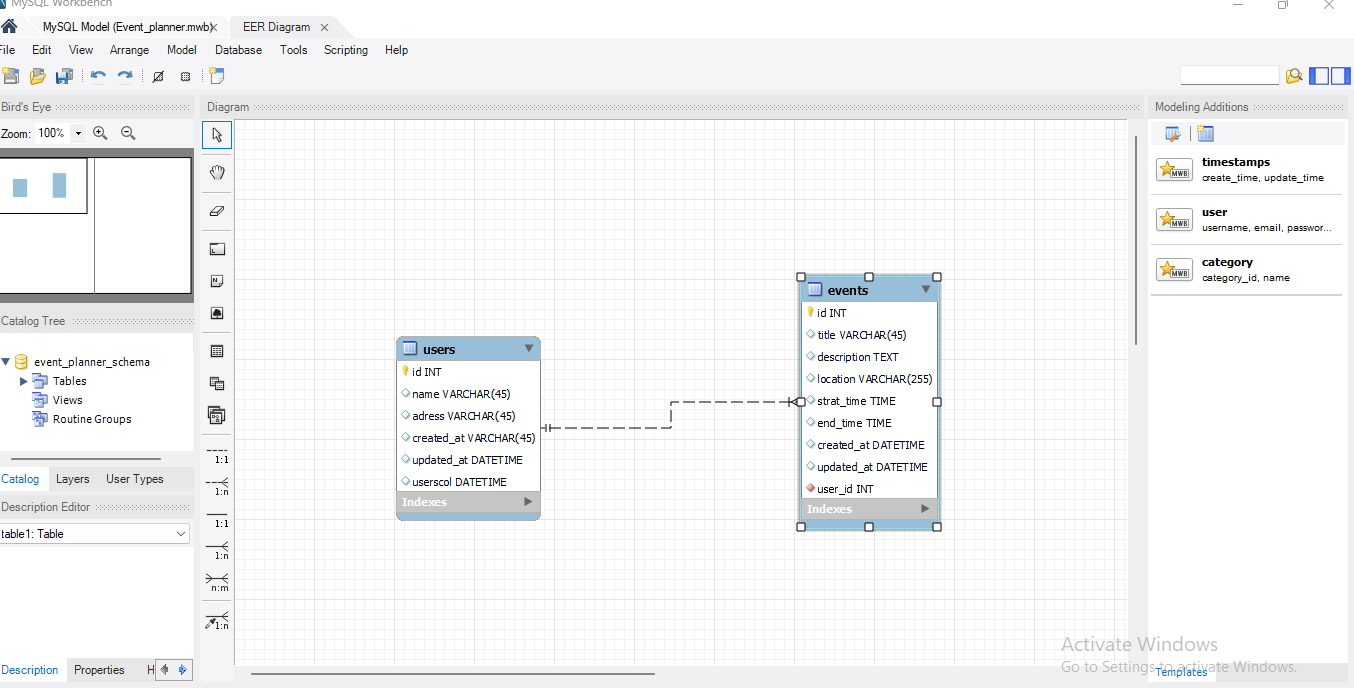 MySQL Workbench
MySQL Model (Event_planner.mwb)
EER Diagram
File Edit View Arrange Model Database Tools Scripting Help
Bird's Eye
Zoom: 100%
Catalog Tree
event_planner_schema
Tables
Views
Routine Groups
Catalog Layers User Types
Description Editor
table1: Table
Description Properties H
Diagram
1:1
1:n
1:1
1:n
n:m
1:n
users
id INT
name VARCHAR(45)
adress VARCHAR(45)
created_at VARCHAR(45)
updated_at DATETIME
userscol DATETIME
Indexes
events
id INT
title VARCHAR(45)
description TEXT
location VARCHAR(255)
strat_time TIME
end_time TIME
created_at DATETIME
updated_at DATETIME
user_id INT
Indexes
Modeling Additions
MWB
timestamps
create_time, update_time
MWB
user
username, email, passwor...
MWB
category
category_id, name
Activate Windows
Go to Settings to activate Windows.
Templates